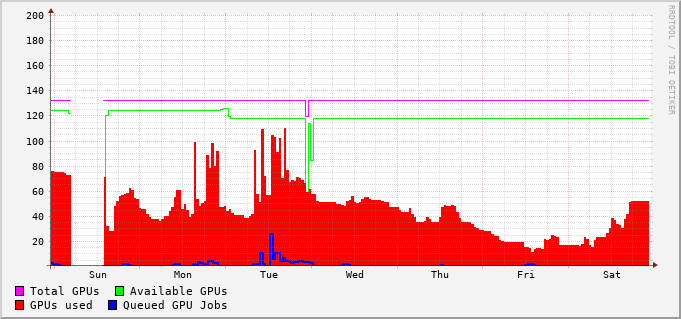 200
180
160
140
120
100
80
60
40
20
Sun Mon Tue Wed Thu Fri Sat
Total GPUs Available GPUs
GPUs used Queued GPU Jobs
RRDTOOL / TOBI OETIKER